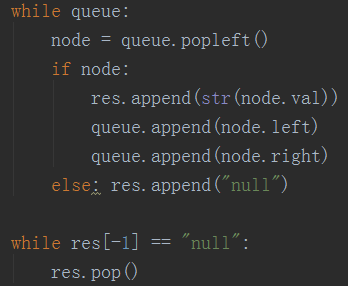 while queue:
    node = queue.popleft()
    if node:
        res.append(str(node.val))
        queue.append(node.left)
        queue.append(node.right)
    else: res.append("null")

while res[-1] == "null":
    res.pop()